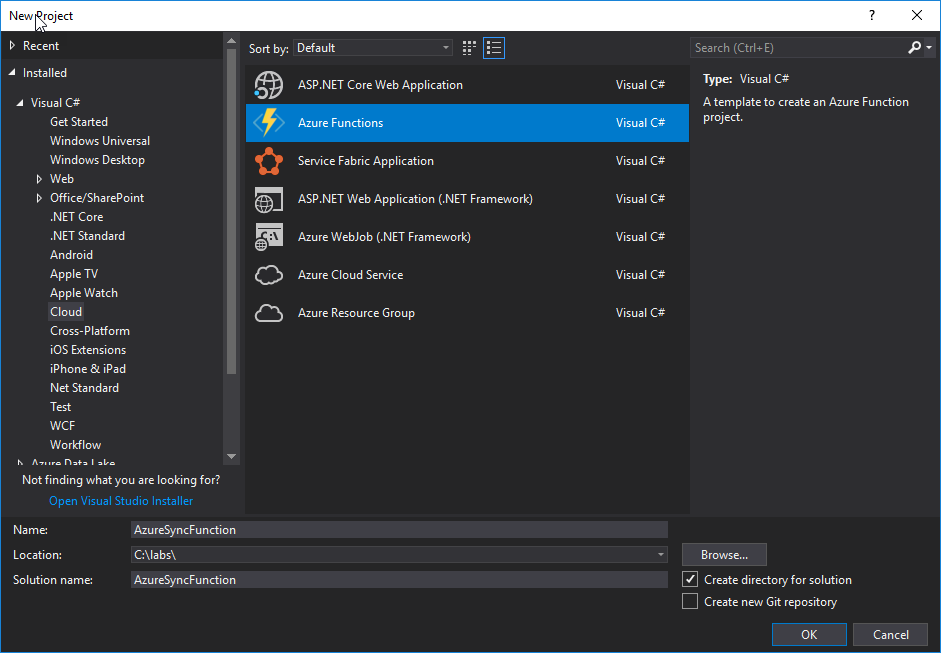 New Project
?
Recent
Installed
Visual C#
Get Started
Windows Universal
Windows Desktop
Web
Office/SharePoint
.NET Core
.NET Standard
Android
Apple TV
Apple Watch
Cloud
Cross-Platform
iOS Extensions
iPhone & iPad
Net Standard
Test
WCF
Workflow
Azure Data Lake
Not finding what you are looking for?
Open Visual Studio Installer
Sort by: Default
ASP.NET Core Web Application Visual C#
Azure Functions Visual C#
Service Fabric Application Visual C#
ASP.NET Web Application (.NET Framework) Visual C#
Azure WebJob (.NET Framework) Visual C#
Azure Cloud Service Visual C#
Azure Resource Group Visual C#
Search (Ctrl+E)
Type: Visual C#
A template to create an Azure Function
project.
Name: AzureSyncFunction
Location: C:\labs\ Browse...
Solution name: AzureSyncFunction
Create directory for solution
Create new Git repository
OK Cancel